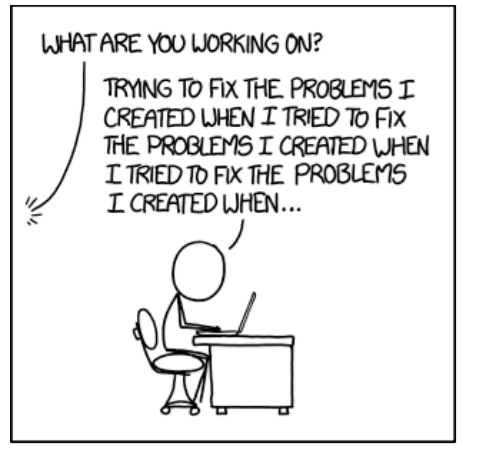 WHAT ARE YOU WORKING ON?
TRYING TO FIX THE PROBLEMS I
CREATED WHEN I TRIED TO FIX
THE PROBLEMS I CREATED WHEN
I TRIED TO FIX THE PROBLEMS
I CREATED WHEN...